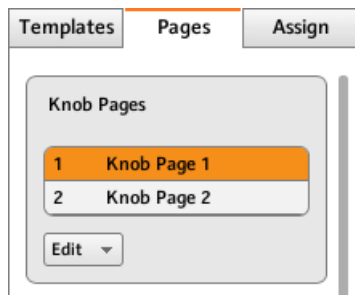 Templates Pages Assign
Knob Pages
1 Knob Page 1
2 Knob Page 2
Edit